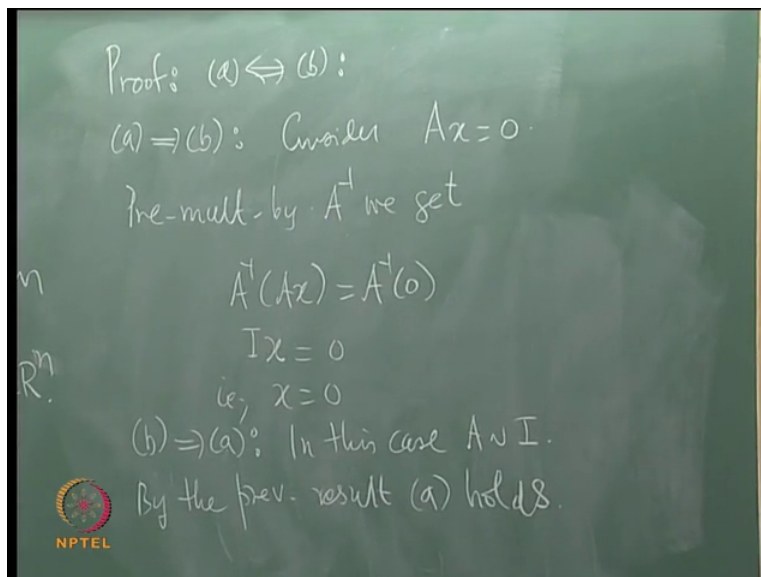 Proof: (a) ⇔ (b) :
(a) ⇒ (b) : Consider Ax = 0.
Pre-mult. by A⁻¹ we get
n
A⁻¹(Ax) = A⁻¹(0)
Ix = 0
Rⁿ.
ie, x = 0
(b) ⇒ (a) : In this case A ~ I.
By the prev. result (a) holds.
NPTEL